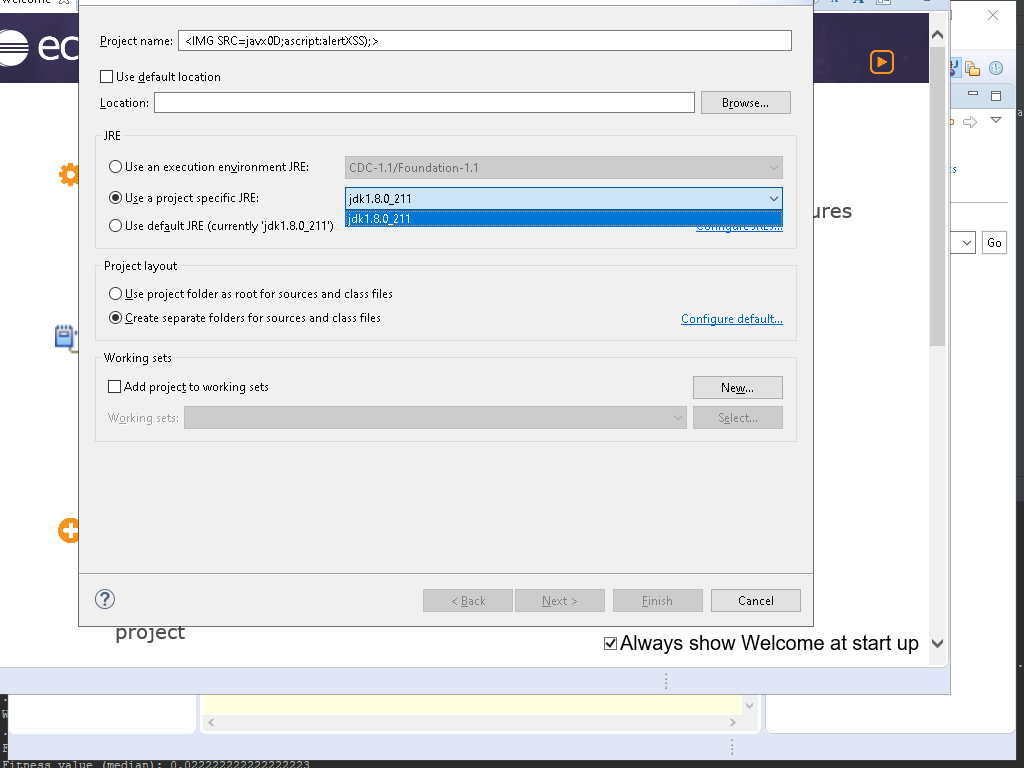 Welcome
ec
Project name: <IMG SRC=javx0D;ascript:alertXSS);>
Use default location
Location:
Browse...
JRE
Use an execution environment JRE:
CDC-1.1/Foundation-1.1
Use a project specific JRE:
jdk1.8.0_211
jdk1.8.0_211
Use default JRE (currently 'jdk1.8.0_211')
Configure JREs...
ures
Go
Project layout
Use project folder as root for sources and class files
Create separate folders for sources and class files
Configure default...
Working sets
Add project to working sets
New...
Working sets:
Select...
?
< Back
Next >
Finish
Cancel
project
Always show Welcome at start up
Fitness value (median): 0.022222222222222223